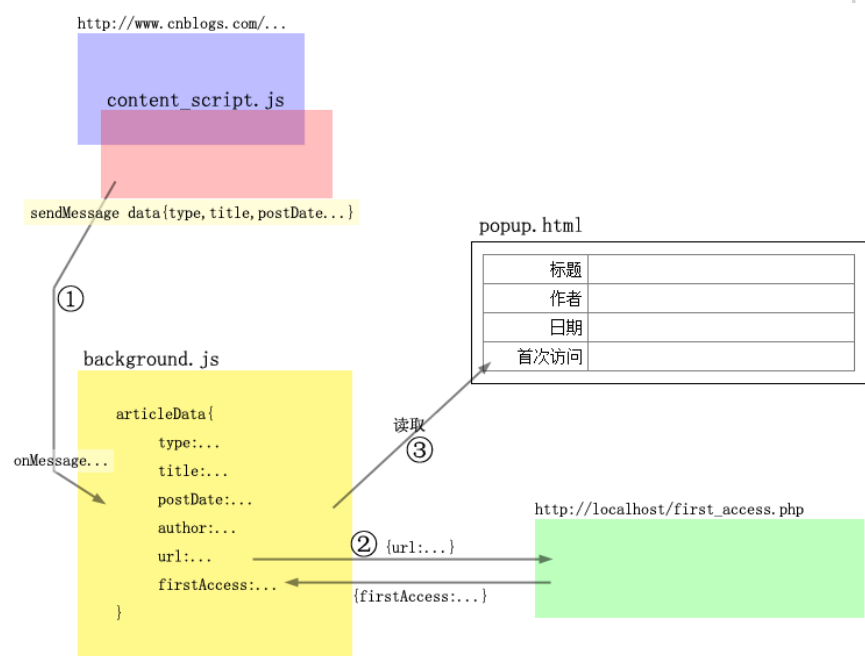 http://www.cnblogs.com/...
content_script.js
sendMessage data{type,title,postDate...}
①
popup.html
标题
作者
日期
首次访问
background.js
articleData{
type:...
title:...
postDate:...
author:...
url:...
firstAccess:...
}
onMessage...
读取
③
http://localhost/first_access.php
② {url:...}
{firstAccess:...}